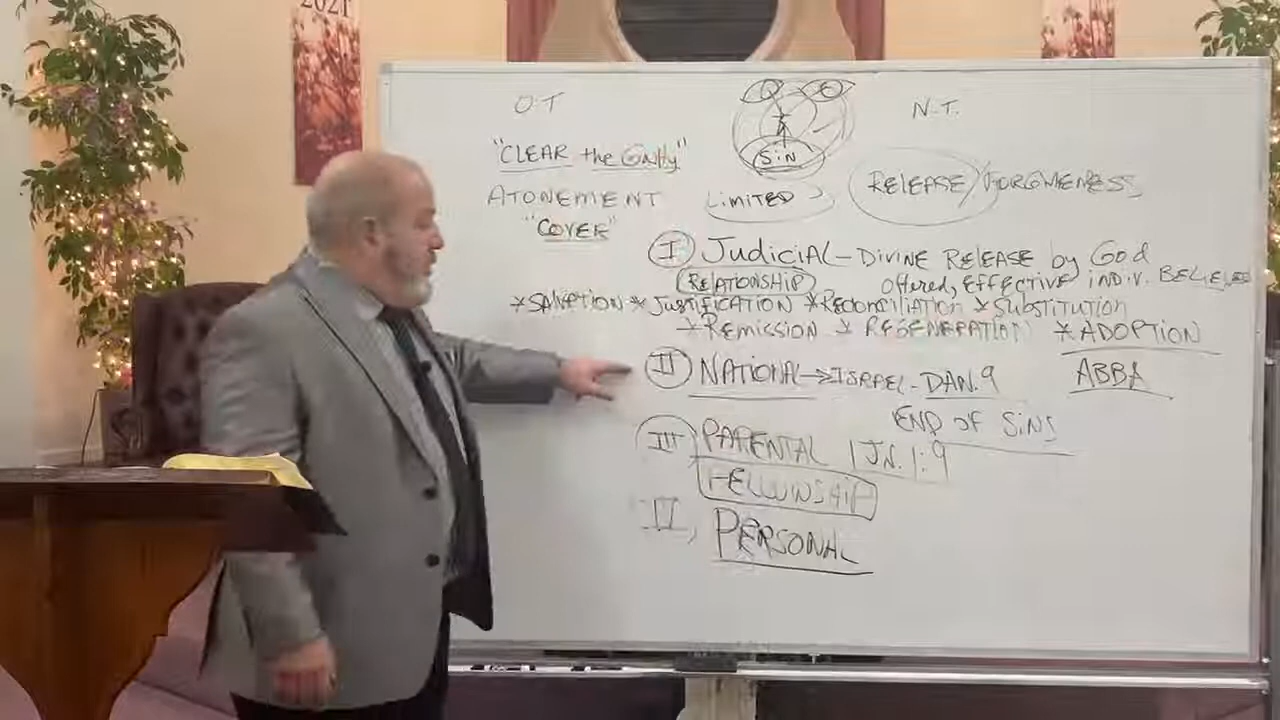 2021
O.T
N.T.
SiN
"CLEAR the Guilty"
ATONEMENT
LiMiTED
RELEASE/FORGIVENESS
"COVER"
I JudiciAL - DiViNE RELEASE by God
RELATIONSHIP
Offered, EFFECTIVE iNDiV. BELIEVES
*SALVATION *JUSTiFiCATiON *RECONCiliATiON *SUBSTiTUTiON
*REMISSION * REGENERATION *ADOPTiON
II NATiONAL →ISRAEL - DAN. 9
ABBA
END OF SiNS
III PARENTAL 1 JN. 1:9
FELLOWSHiP
IV, PERSONAL